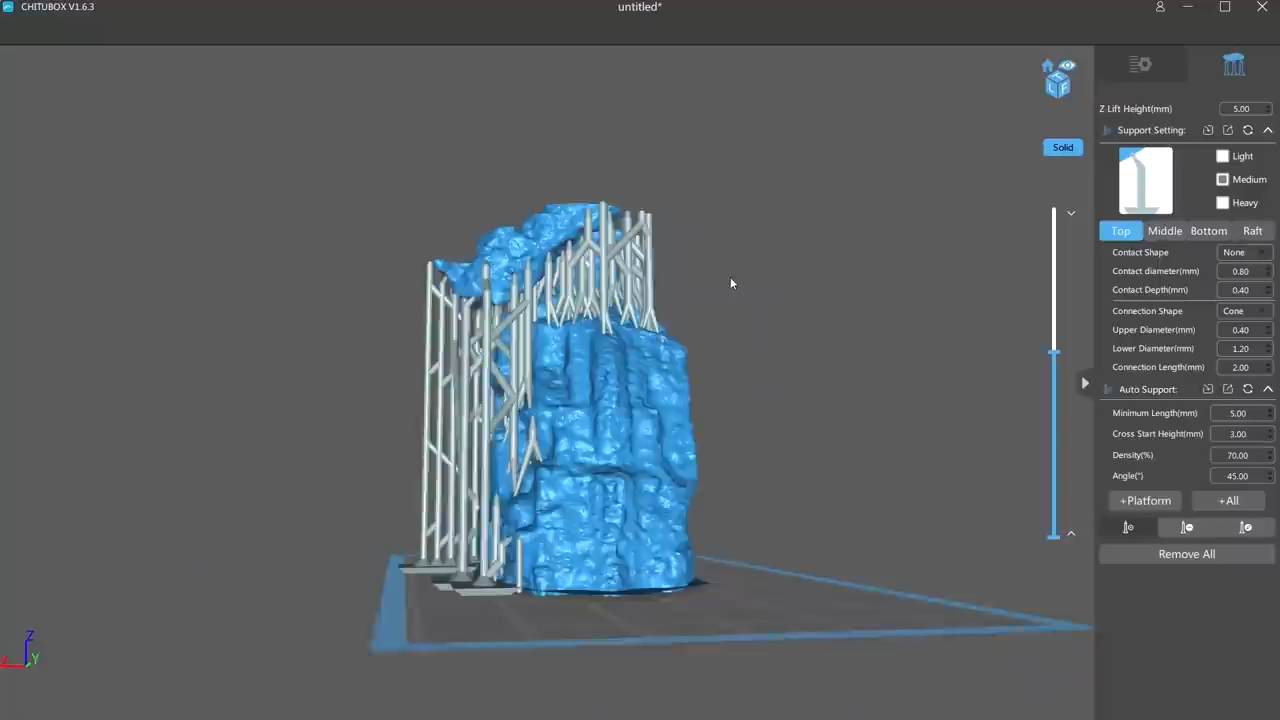 CHITUBOX V1.6.3
untitled*
Z Lift Height(mm) 5.00
Support Setting:
Solid
Light
Medium
Heavy
Top Middle Bottom Raft
Contact Shape None
Contact diameter(mm) 0.80
Contact Depth(mm) 0.40
Connection Shape Cone
Upper Diameter(mm) 0.40
Lower Diameter(mm) 1.20
Connection Length(mm) 2.00
Auto Support:
Minimum Length(mm) 5.00
Cross Start Height(mm) 3.00
Density(%) 70.00
Angle(°) 45.00
+Platform +All
Remove All
Z
Y
L F